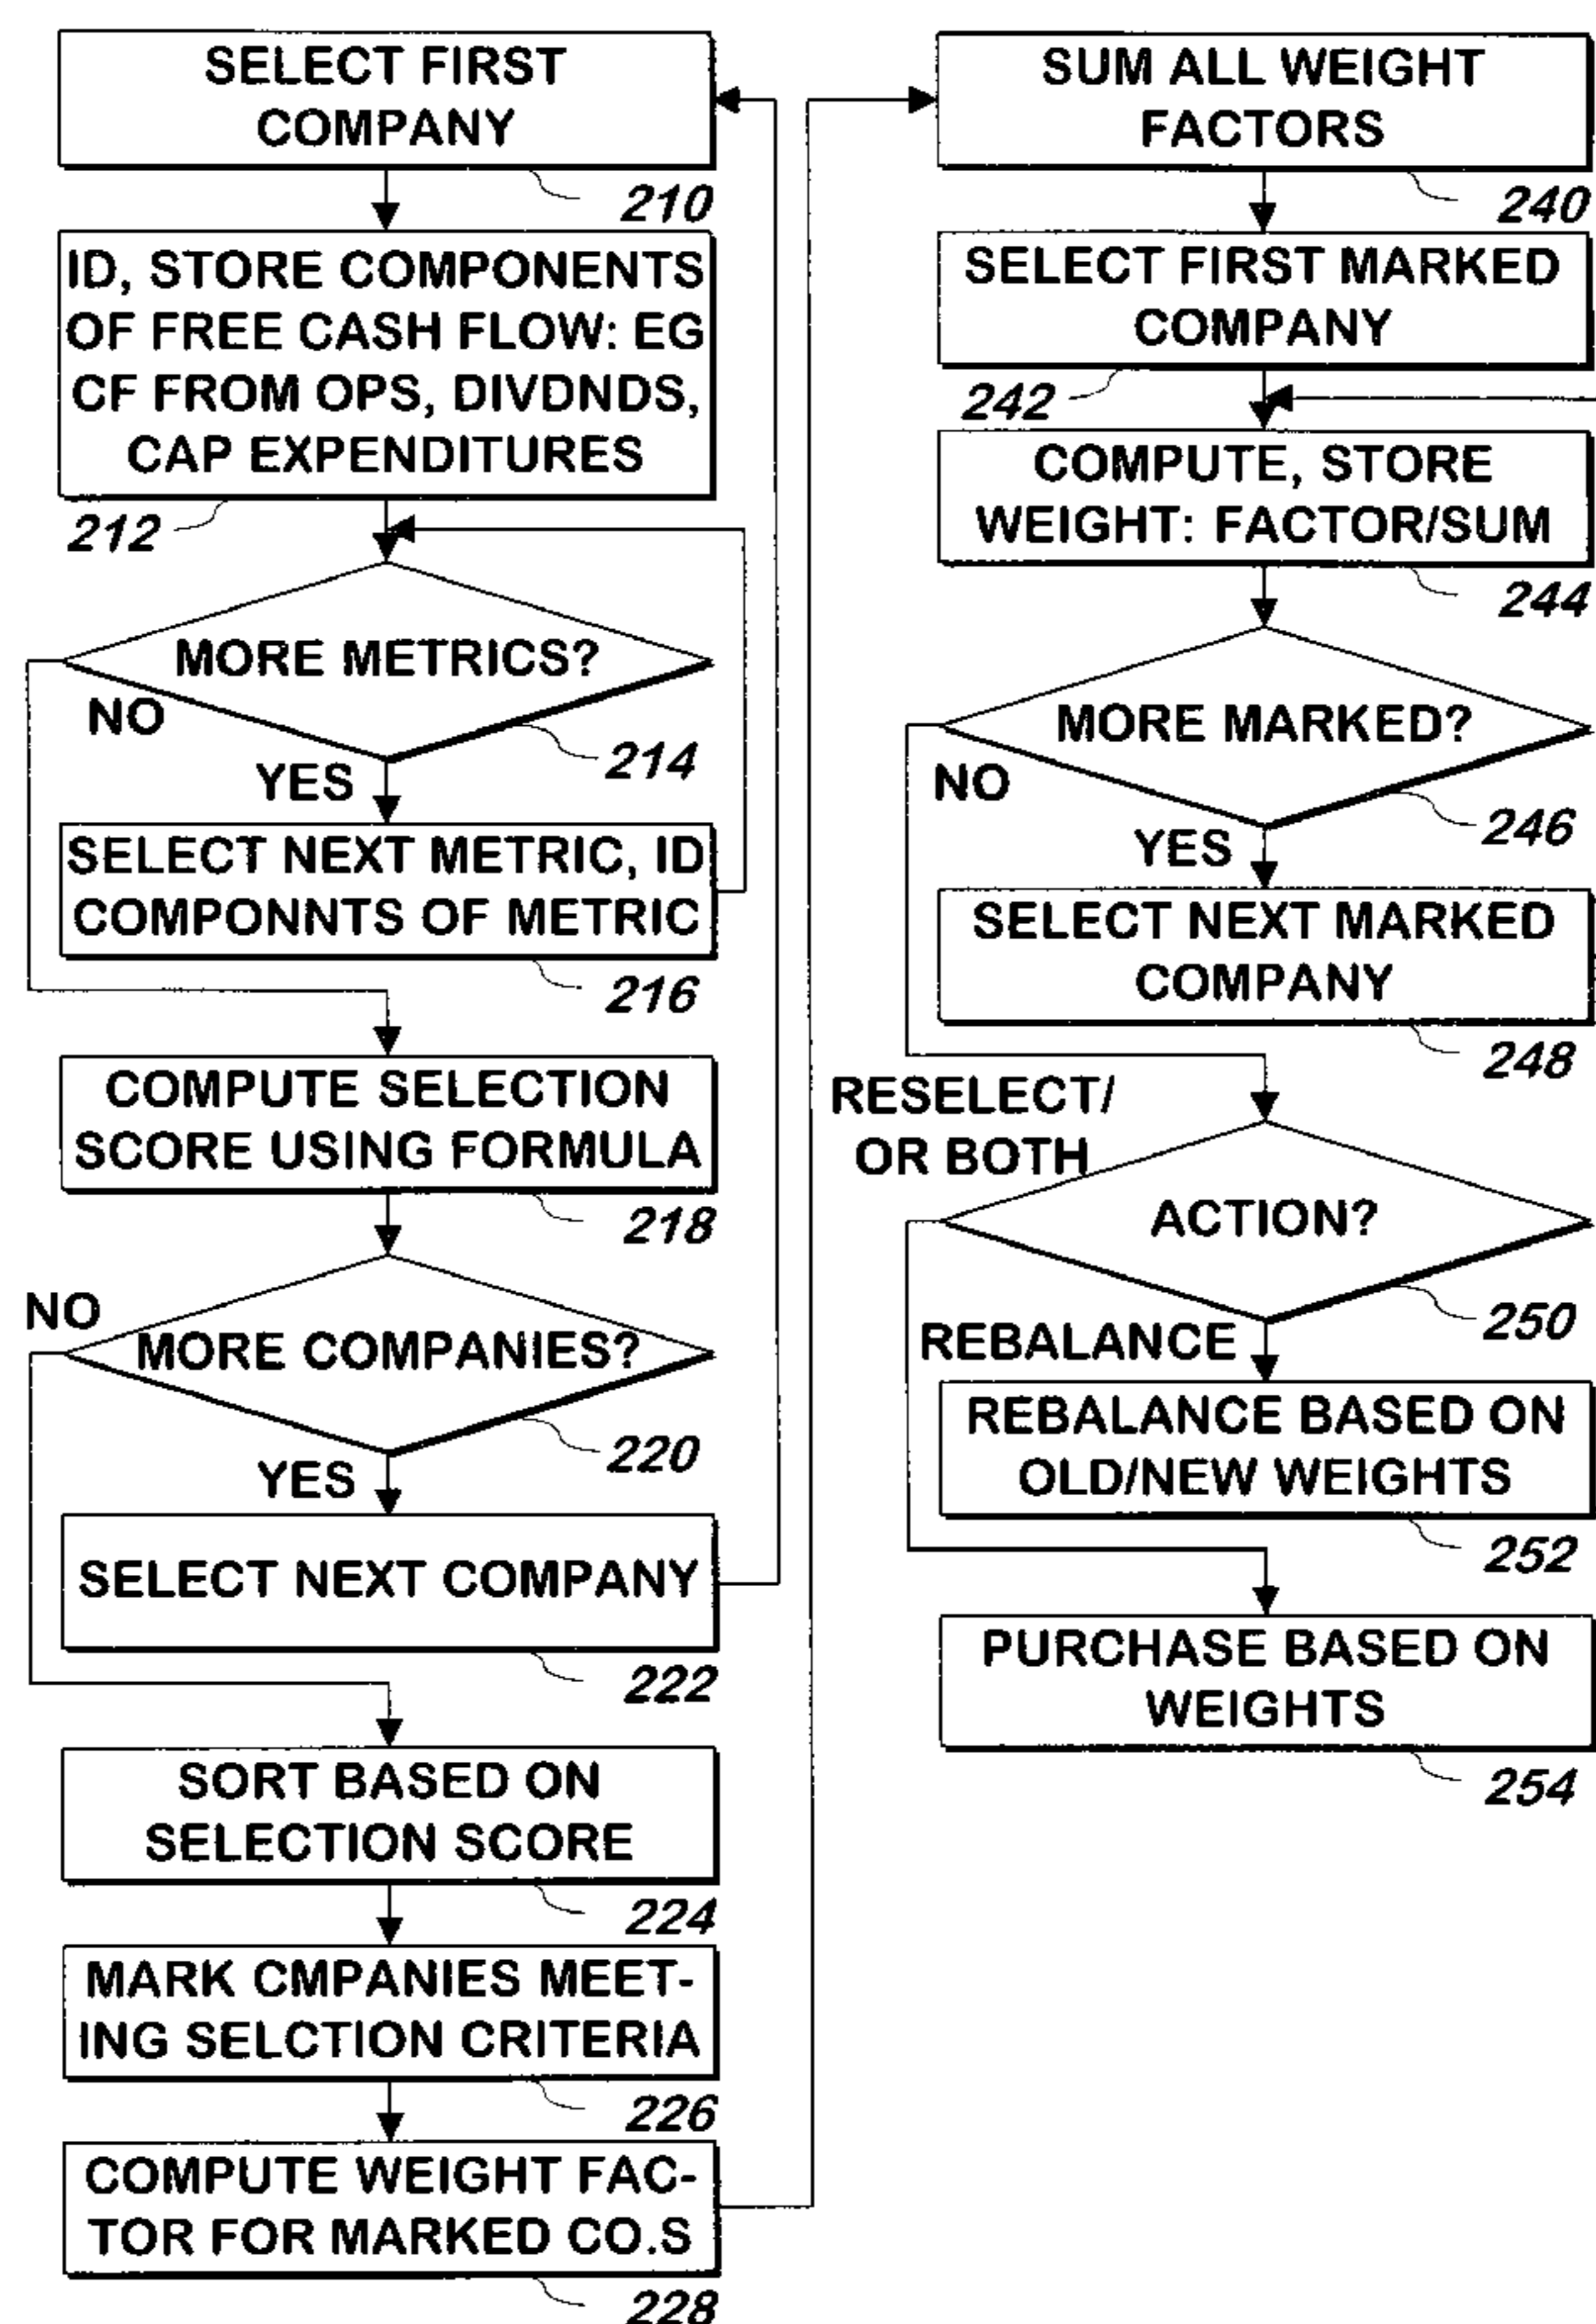 SELECT FIRST
COMPANY
210
ID, STORE COMPONENTS
OF FREE CASH FLOW: EG
CF FROM OPS, DIVDNDS,
CAP EXPENDITURES
212
MORE METRICS?
NO
214
YES
SELECT NEXT METRIC, ID
COMPONNTS OF METRIC
216
COMPUTE SELECTION
SCORE USING FORMULA
218
NO
MORE COMPANIES?
220
YES
SELECT NEXT COMPANY
222
SORT BASED ON
SELECTION SCORE
224
MARK CMPANIES MEET-
ING SELCTION CRITERIA
226
COMPUTE WEIGHT FAC-
TOR FOR MARKED CO.S
228
SUM ALL WEIGHT
FACTORS
240
SELECT FIRST MARKED
COMPANY
242
COMPUTE, STORE
WEIGHT: FACTOR/SUM
244
MORE MARKED?
NO
246
YES
SELECT NEXT MARKED
COMPANY
248
RESELECT/
OR BOTH
ACTION?
250
REBALANCE
REBALANCE BASED ON
OLD/NEW WEIGHTS
252
PURCHASE BASED ON
WEIGHTS
254